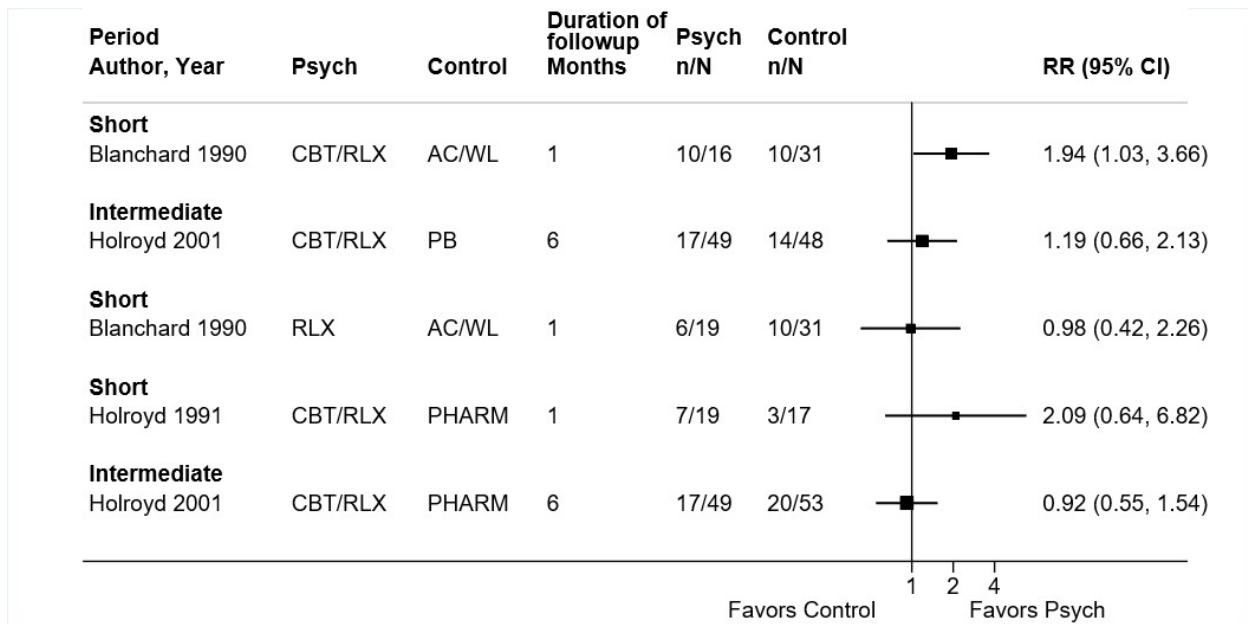 Period Author, Year Psych Control Duration of followup Months Psych n/N Control n/N RR (95% CI)
Short
Blanchard 1990 CBT/RLX AC/WL 1 10/16 10/31 1.94 (1.03, 3.66)
Intermediate
Holroyd 2001 CBT/RLX PB 6 17/49 14/48 1.19 (0.66, 2.13)
Short
Blanchard 1990 RLX AC/WL 1 6/19 10/31 0.98 (0.42, 2.26)
Short
Holroyd 1991 CBT/RLX PHARM 1 7/19 3/17 2.09 (0.64, 6.82)
Intermediate
Holroyd 2001 CBT/RLX PHARM 6 17/49 20/53 0.92 (0.55, 1.54)
1 2 4
Favors Control Favors Psych